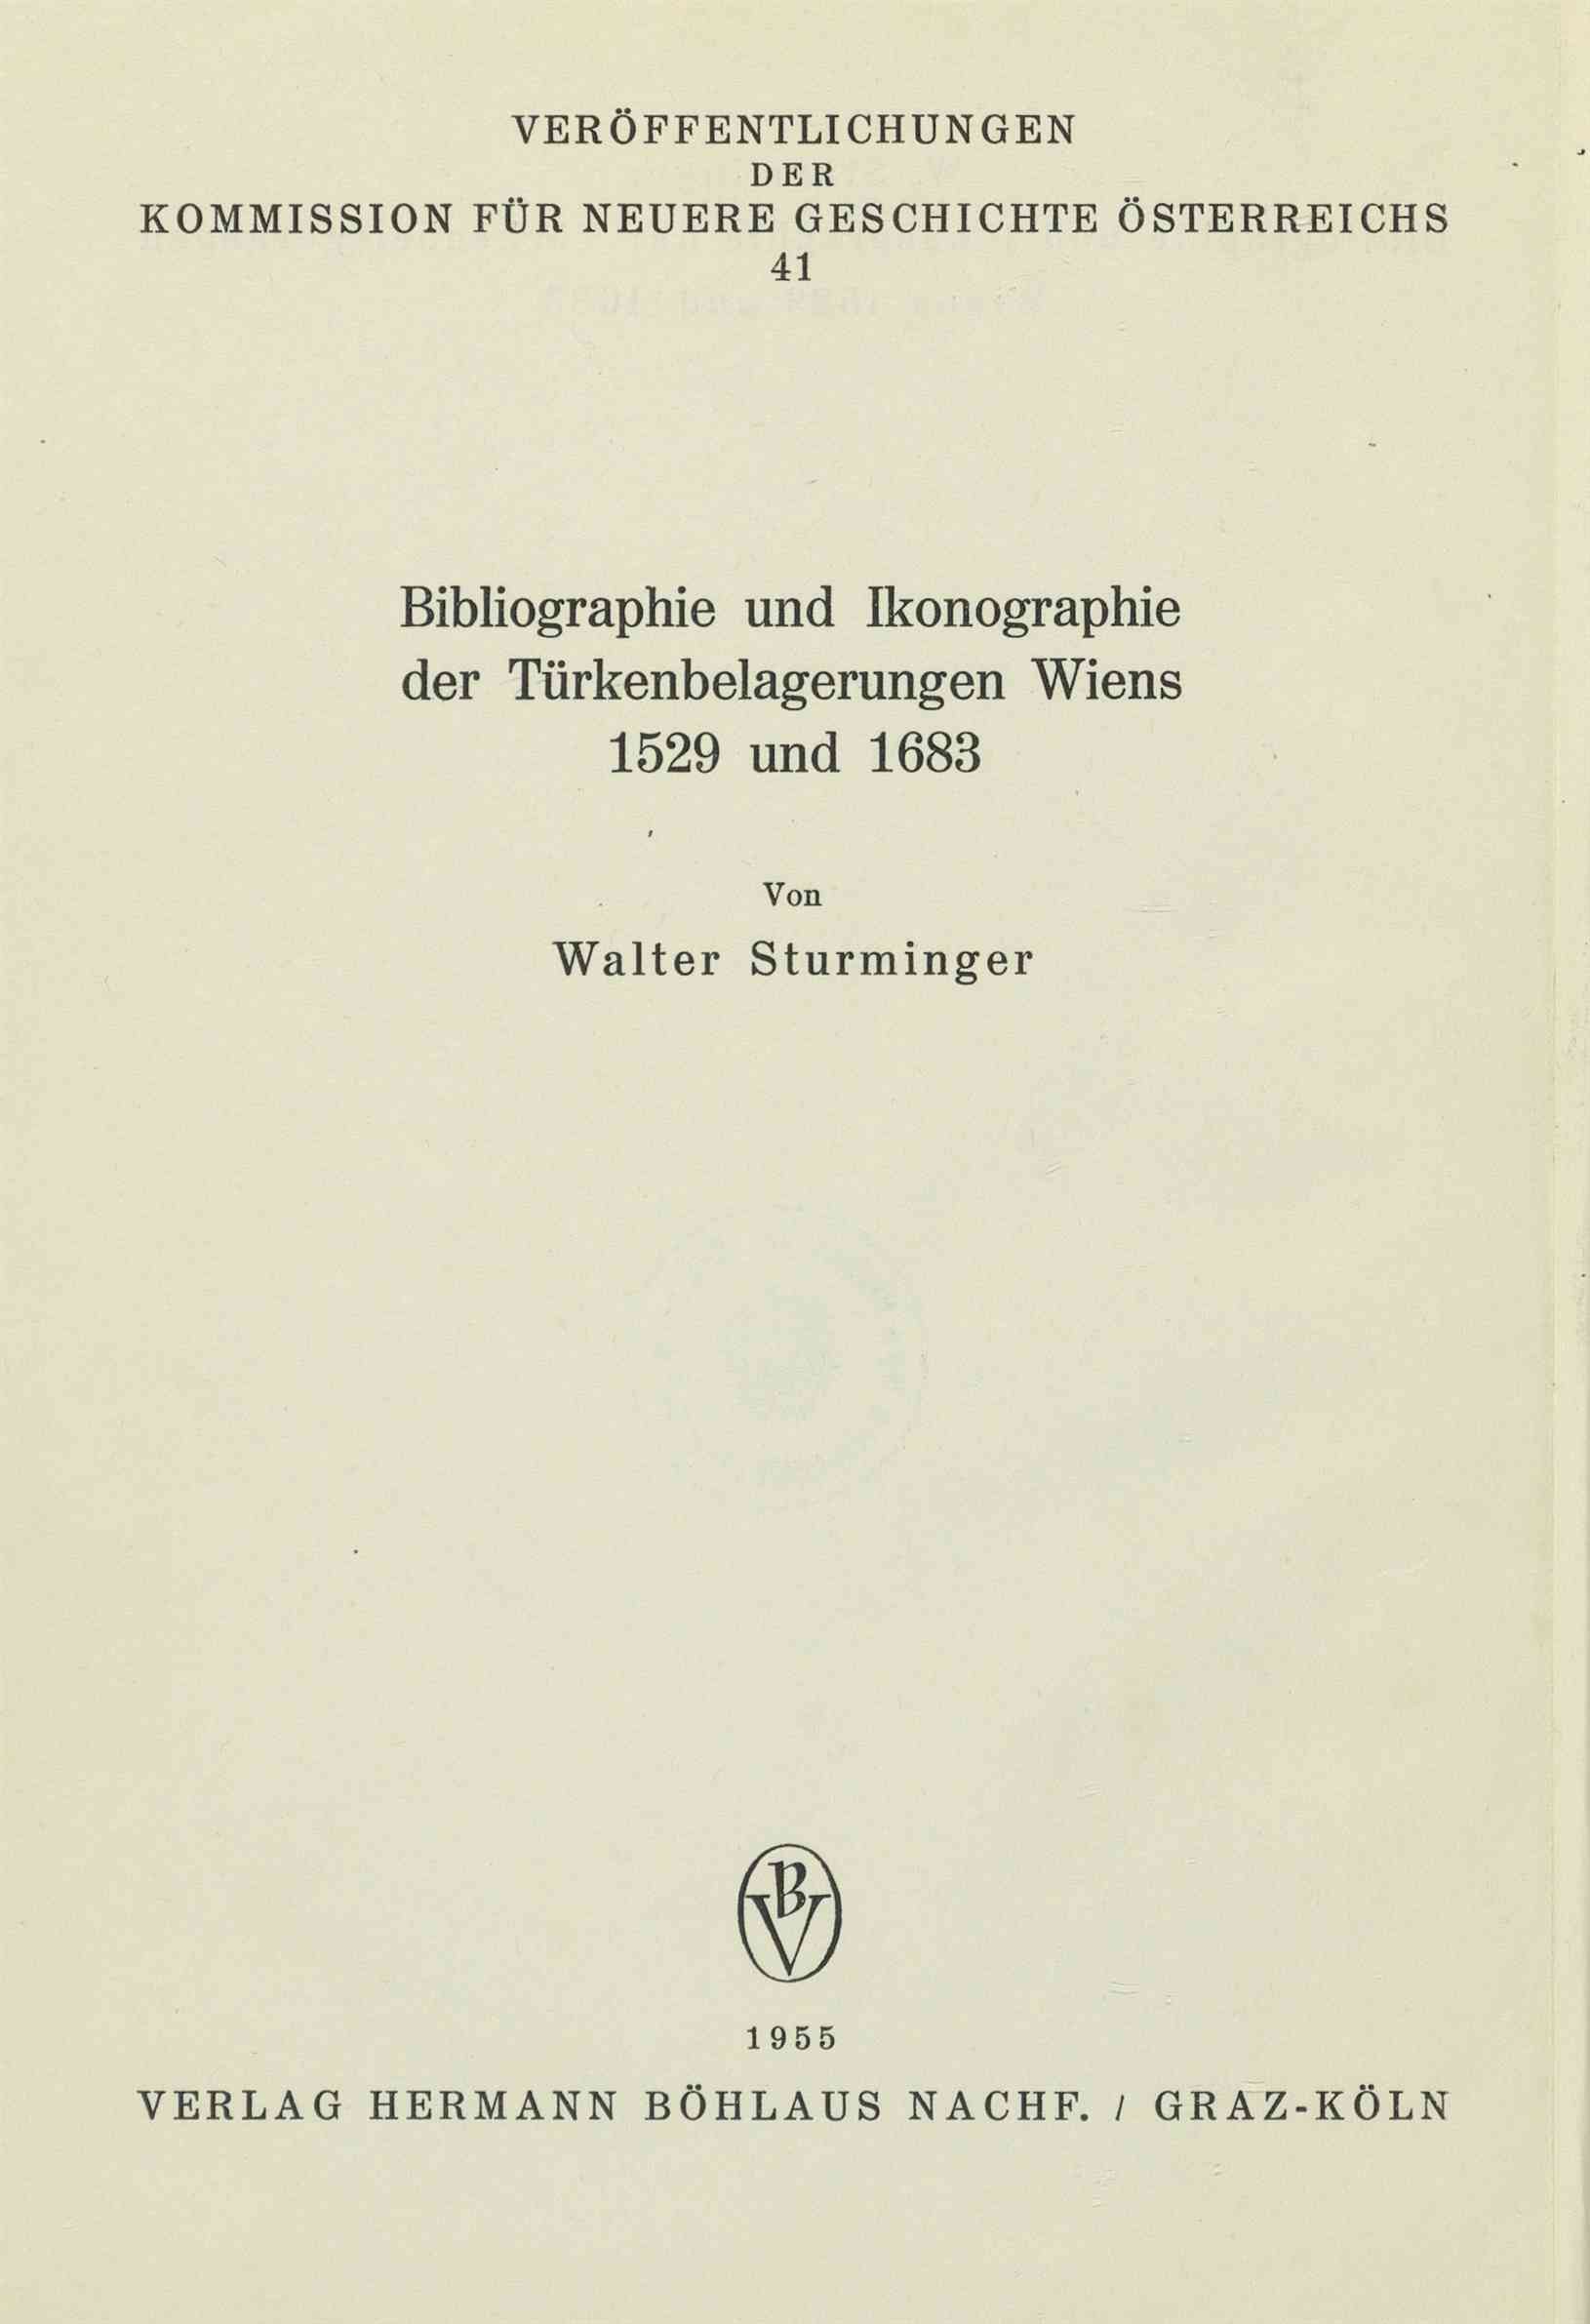 VERÖFFENTLICHUNGEN
DER
KOMMISSION FÜR NEUERE GESCHICHTE ÖSTERREICHS
41
Bibliographie und Ikonographie
der Türkenbelagerungen Wiens
1529 und 1683
Von
Walter Sturminger
BV
1955
VERLAG HERMANN BÖHLAUS NACHF. / GRAZ-KÖLN